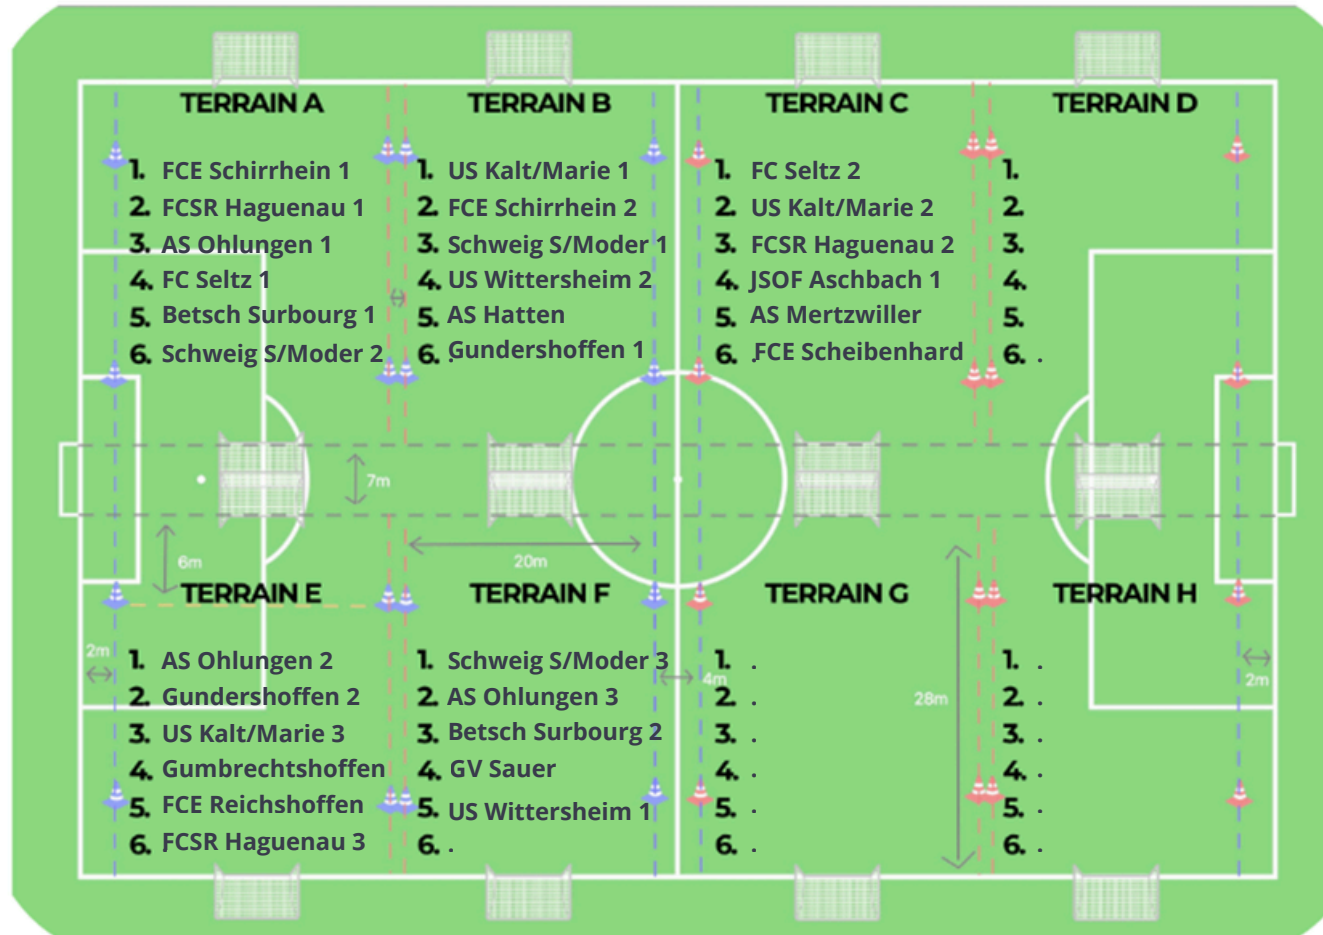 TERRAIN A
1. FCE Schirrhein 1
2. FCSR Haguenau 1
3. AS Ohlungen 1
4. FC Seltz 1
5. Betsch Surbourg 1
6. Schweig S/Moder 2
TERRAIN B
1. US Kalt/Marie 1
2. FCE Schirrhein 2
3. Schweig S/Moder 1
4. US Wittersheim 2
5. AS Hatten
6. Gundershoffen 1
TERRAIN C
1. FC Seltz 2
2. US Kalt/Marie 2
3. FCSR Haguenau 2
4. JSOF Aschbach 1
5. AS Mertzwiller
6. .FCE Scheibenhard
TERRAIN D
1.
2.
3.
4.
5.
6. .
7m
6m
20m
TERRAIN E
2m
1. AS Ohlungen 2
2. Gundershoffen 2
3. US Kalt/Marie 3
4. Gumbrechtshoffen
5. FCE Reichshoffen
6. FCSR Haguenau 3
TERRAIN F
1. Schweig S/Moder 3
2. AS Ohlungen 3
3. Betsch Surbourg 2
4. GV Sauer
5. US Wittersheim 1
6. .
4m
TERRAIN G
1. .
2. .
3. .
4. .
5. .
6. .
28m
TERRAIN H
1. .
2. .
3. .
4. .
5. .
6. .
2m